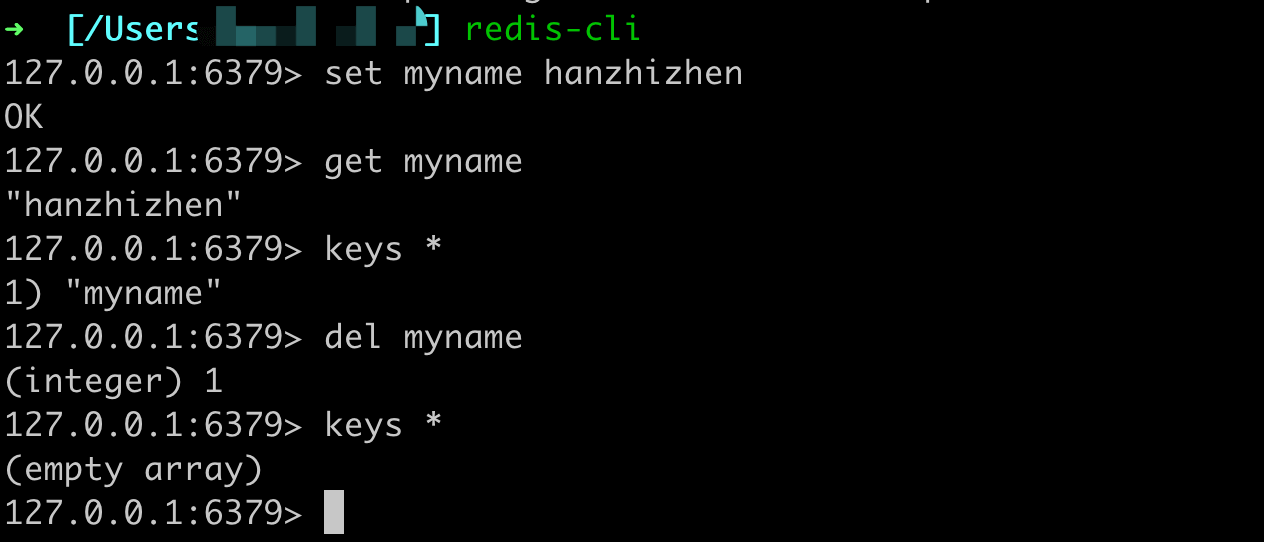 ➜ [/Users ] redis-cli
127.0.0.1:6379> set myname hanzhizhen
OK
127.0.0.1:6379> get myname
"hanzhizhen"
127.0.0.1:6379> keys *
1) "myname"
127.0.0.1:6379> del myname
(integer) 1
127.0.0.1:6379> keys *
(empty array)
127.0.0.1:6379>